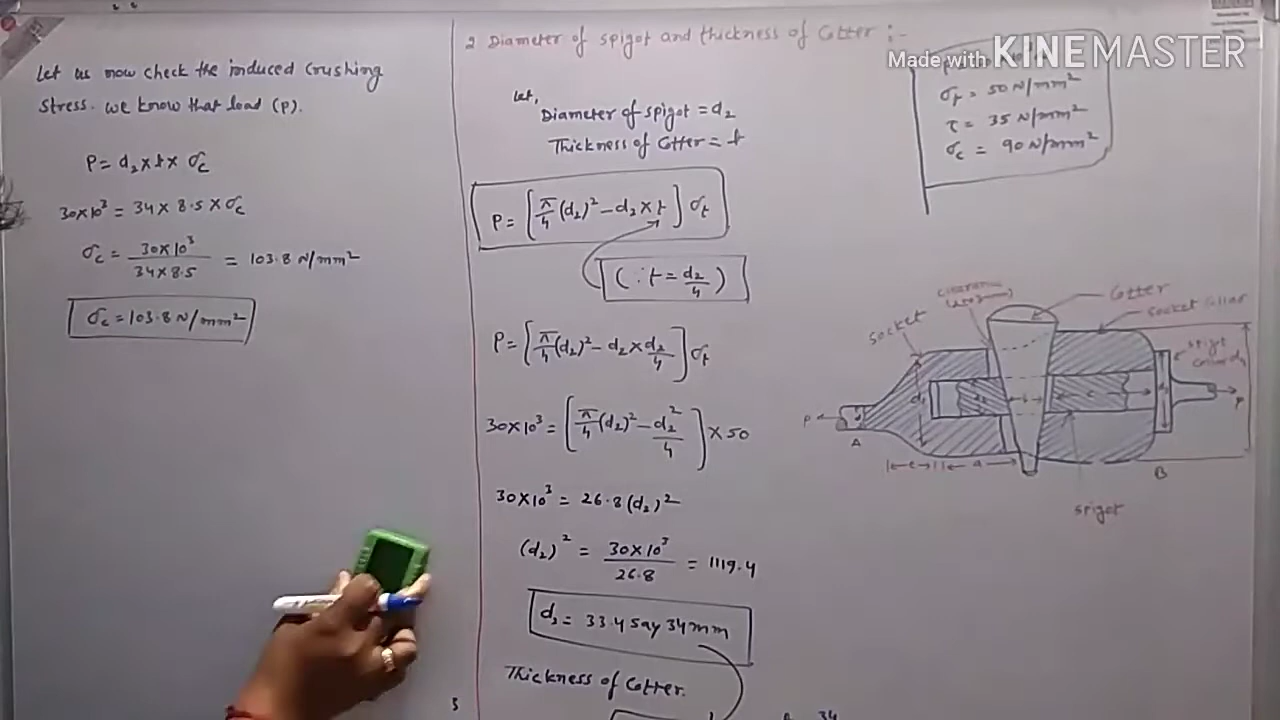 Let us now check the induced Crushing
Stress. we know that load (P).
P = d₂ × t × σc
30×10³ = 34 × 8.5 × σc
σc = 30×10³ / 34×8.5 = 103.8 N/mm²
σc = 103.8 N/mm²
2 Diameter of spigot and thickness of Cotter :-
Let,
Diameter of spigot = d₂
Thickness of Cotter = t
P = [π/4 (d₂)² - d₂ × t] σt
(∵ t = d₂/4)
P = [π/4 (d₂)² - d₂ × d₂/4] σt
30×10³ = [π/4 (d₂)² - d₂²/4] × 50
30×10³ = 26.8 (d₂)²
(d₂)² = 30×10³ / 26.8 = 1119.4
d₂ = 33.4 say 34mm
Thickness of Cotter.
34
Made with KINEMASTER
σt = 50 N/mm²
τ = 35 N/mm²
σc = 90 N/mm²
Cotter
socket collar
socket
spigot
P
A
a
c
P
B
spigot